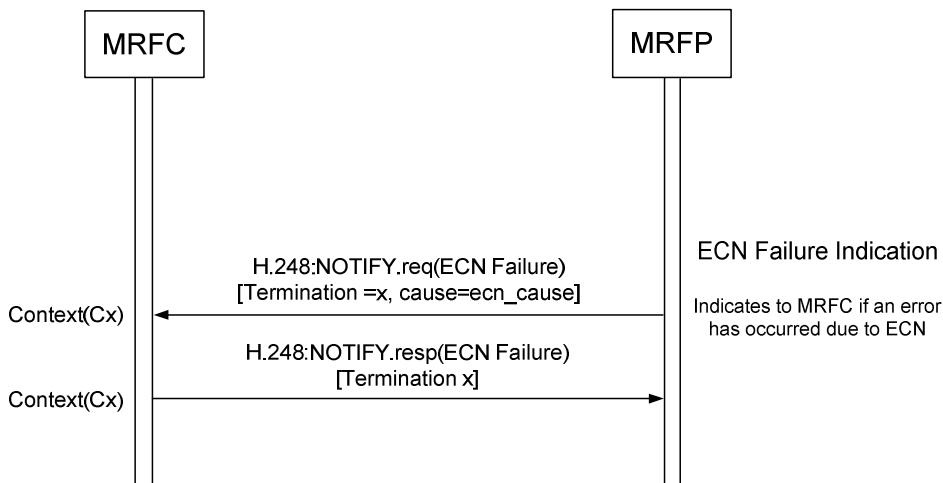 MRFC
MRFP
ECN Failure Indication
H.248:NOTIFY.req(ECN Failure)
[Termination =x, cause=ecn_cause]
Context(Cx)
Indicates to MRFC if an error
has occurred due to ECN
H.248:NOTIFY.resp(ECN Failure)
[Termination x]
Context(Cx)